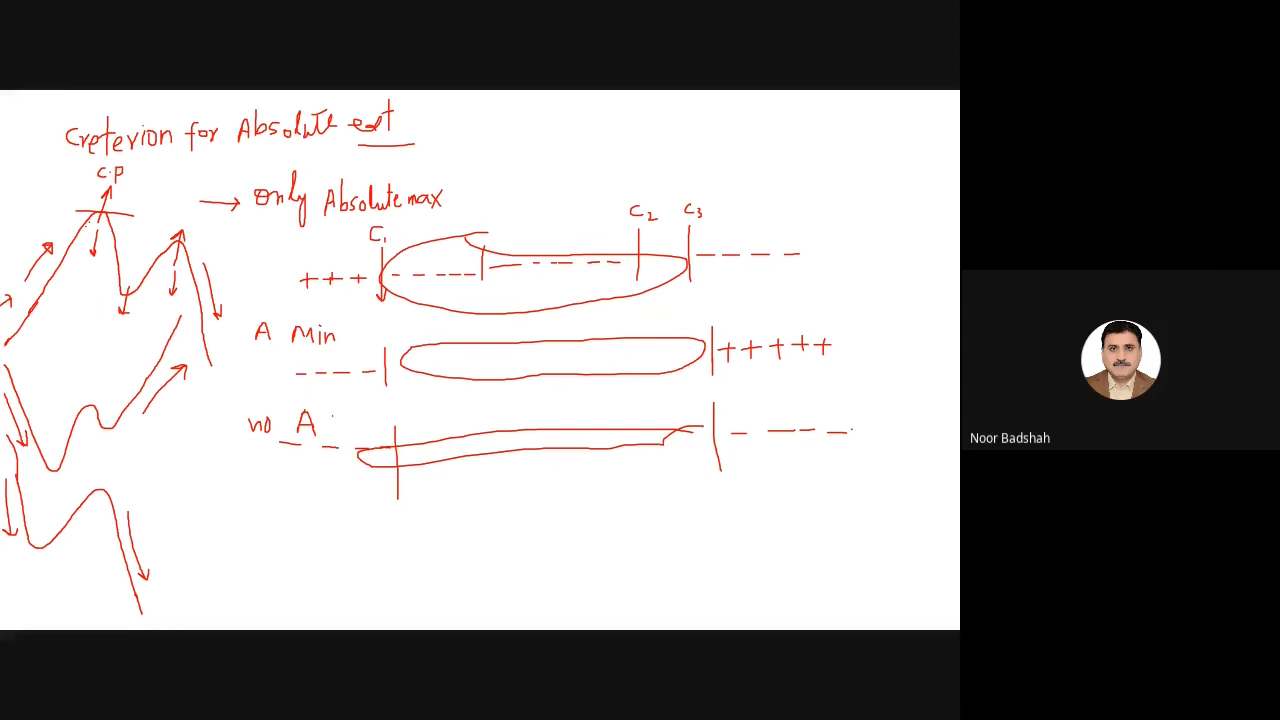 Creterion for Absolute ext
C.P
→ Only Absolute max
C₁ C₂ C₃
+++ - - - - - - - - - - - - - - - -
A Min
- - - - +++++
no A
- - - - - - - -
Noor Badshah